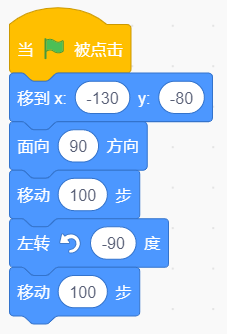 当 被点击
移到 x: -130 y: -80
面向 90 方向
移动 100 步
左转 -90 度
移动 100 步